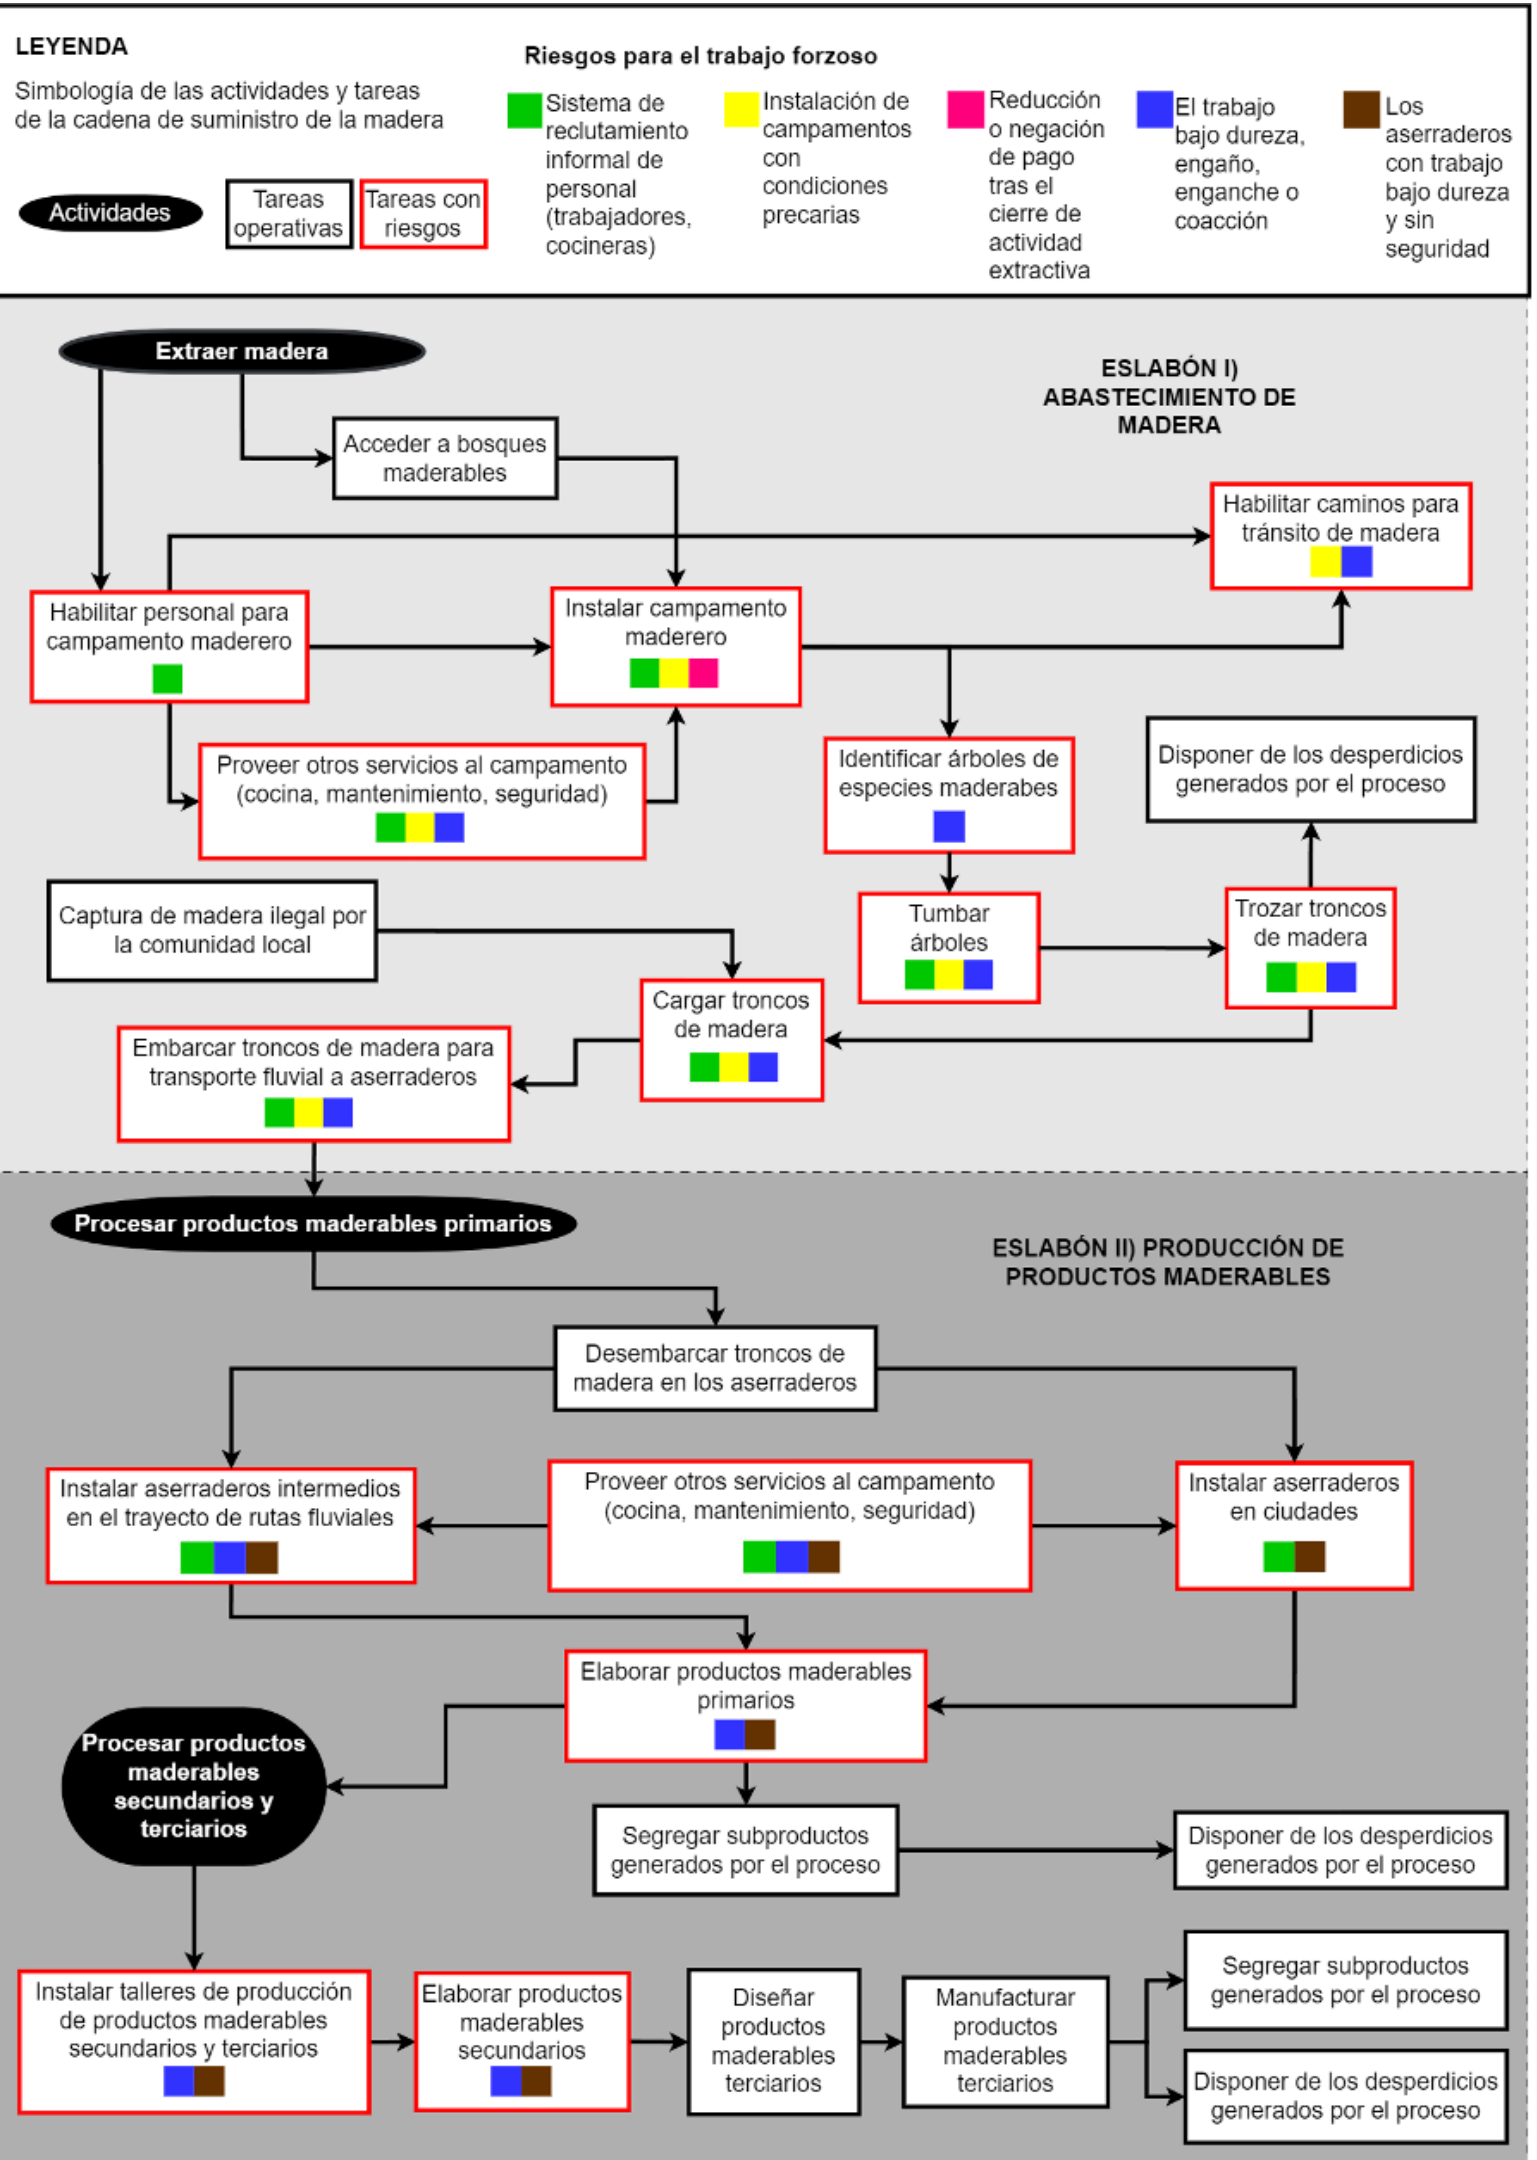 LEYENDA
Simbología de las actividades y tareas
de la cadena de suministro de la madera
Actividades
Tareas
operativas
Tareas con
riesgos
Riesgos para el trabajo forzoso
Sistema de
reclutamiento
informal de
personal
(trabajadores,
cocineras)
Instalación de
campamentos
con
condiciones
precarias
Reducción
o negación
de pago
tras el
cierre de
actividad
extractiva
El trabajo
bajo dureza,
engaño,
enganche o
coacción
Los
aserraderos
con trabajo
bajo dureza
y sin
seguridad
Extraer madera
ESLABÓN I)
ABASTECIMIENTO DE
MADERA
Acceder a bosques
maderables
Habilitar caminos para
tránsito de madera
Habilitar personal para
campamento maderero
Instalar campamento
maderero
Proveer otros servicios al campamento
(cocina, mantenimiento, seguridad)
Identificar árboles de
especies maderabes
Disponer de los desperdicios
generados por el proceso
Captura de madera ilegal por
la comunidad local
Tumbar
árboles
Trozar troncos
de madera
Cargar troncos
de madera
Embarcar troncos de madera para
transporte fluvial a aserraderos
Procesar productos maderables primarios
ESLABÓN II) PRODUCCIÓN DE
PRODUCTOS MADERABLES
Desembarcar troncos de
madera en los aserraderos
Instalar aserraderos intermedios
en el trayecto de rutas fluviales
Proveer otros servicios al campamento
(cocina, mantenimiento, seguridad)
Instalar aserraderos
en ciudades
Elaborar productos maderables
primarios
Procesar productos
maderables
secundarios y
terciarios
Segregar subproductos
generados por el proceso
Disponer de los desperdicios
generados por el proceso
Instalar talleres de producción
de productos maderables
secundarios y terciarios
Elaborar productos
maderables
secundarios
Diseñar
productos
maderables
terciarios
Manufacturar
productos
maderables
terciarios
Segregar subproductos
generados por el proceso
Disponer de los desperdicios
generados por el proceso